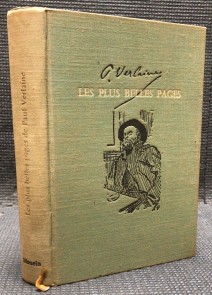 P. Verlaine
LES PLUS BELLES PAGES
Les plus belles pages de Paul Verlaine